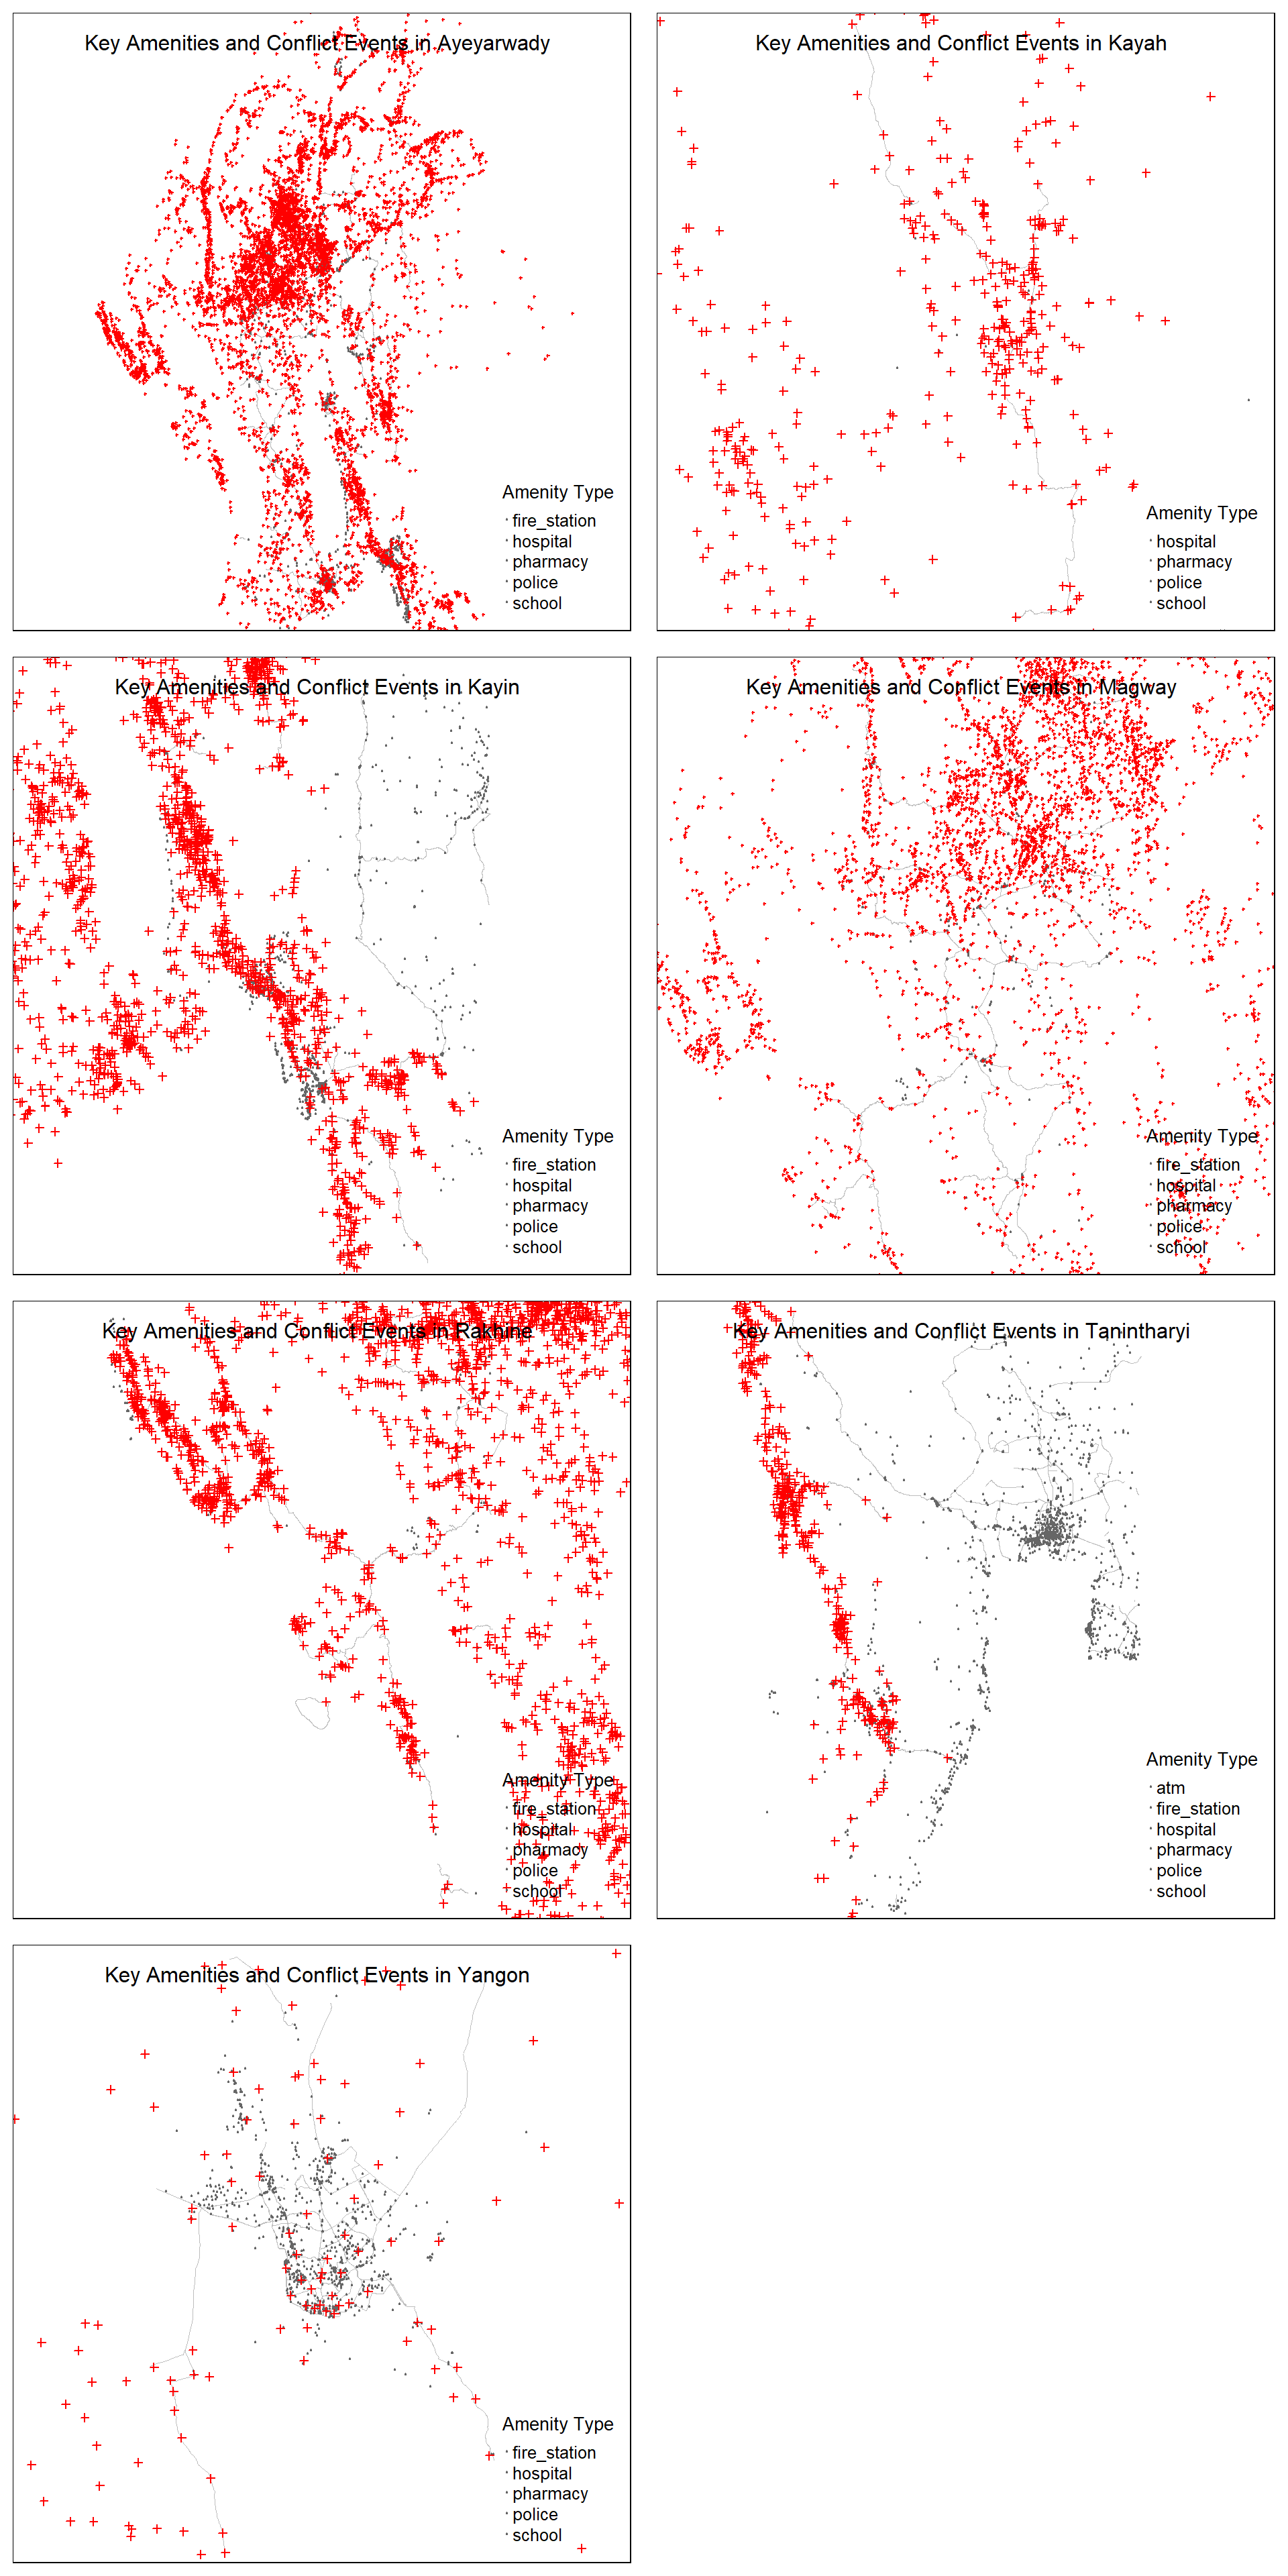 Key Amenities and Conflict Events in Ayeyarwady
Amenity Type
fire_station
hospital
pharmacy
police
school
Key Amenities and Conflict Events in Kayah
Amenity Type
hospital
pharmacy
police
school
Key Amenities and Conflict Events in Kayin
Amenity Type
fire_station
hospital
pharmacy
police
school
Key Amenities and Conflict Events in Magway
Amenity Type
fire_station
hospital
pharmacy
police
school
Key Amenities and Conflict Events in Rakhine
Amenity Type
fire_station
hospital
pharmacy
police
school
Key Amenities and Conflict Events in Tanintharyi
Amenity Type
atm
fire_station
hospital
pharmacy
police
school
Key Amenities and Conflict Events in Yangon
Amenity Type
fire_station
hospital
pharmacy
police
school